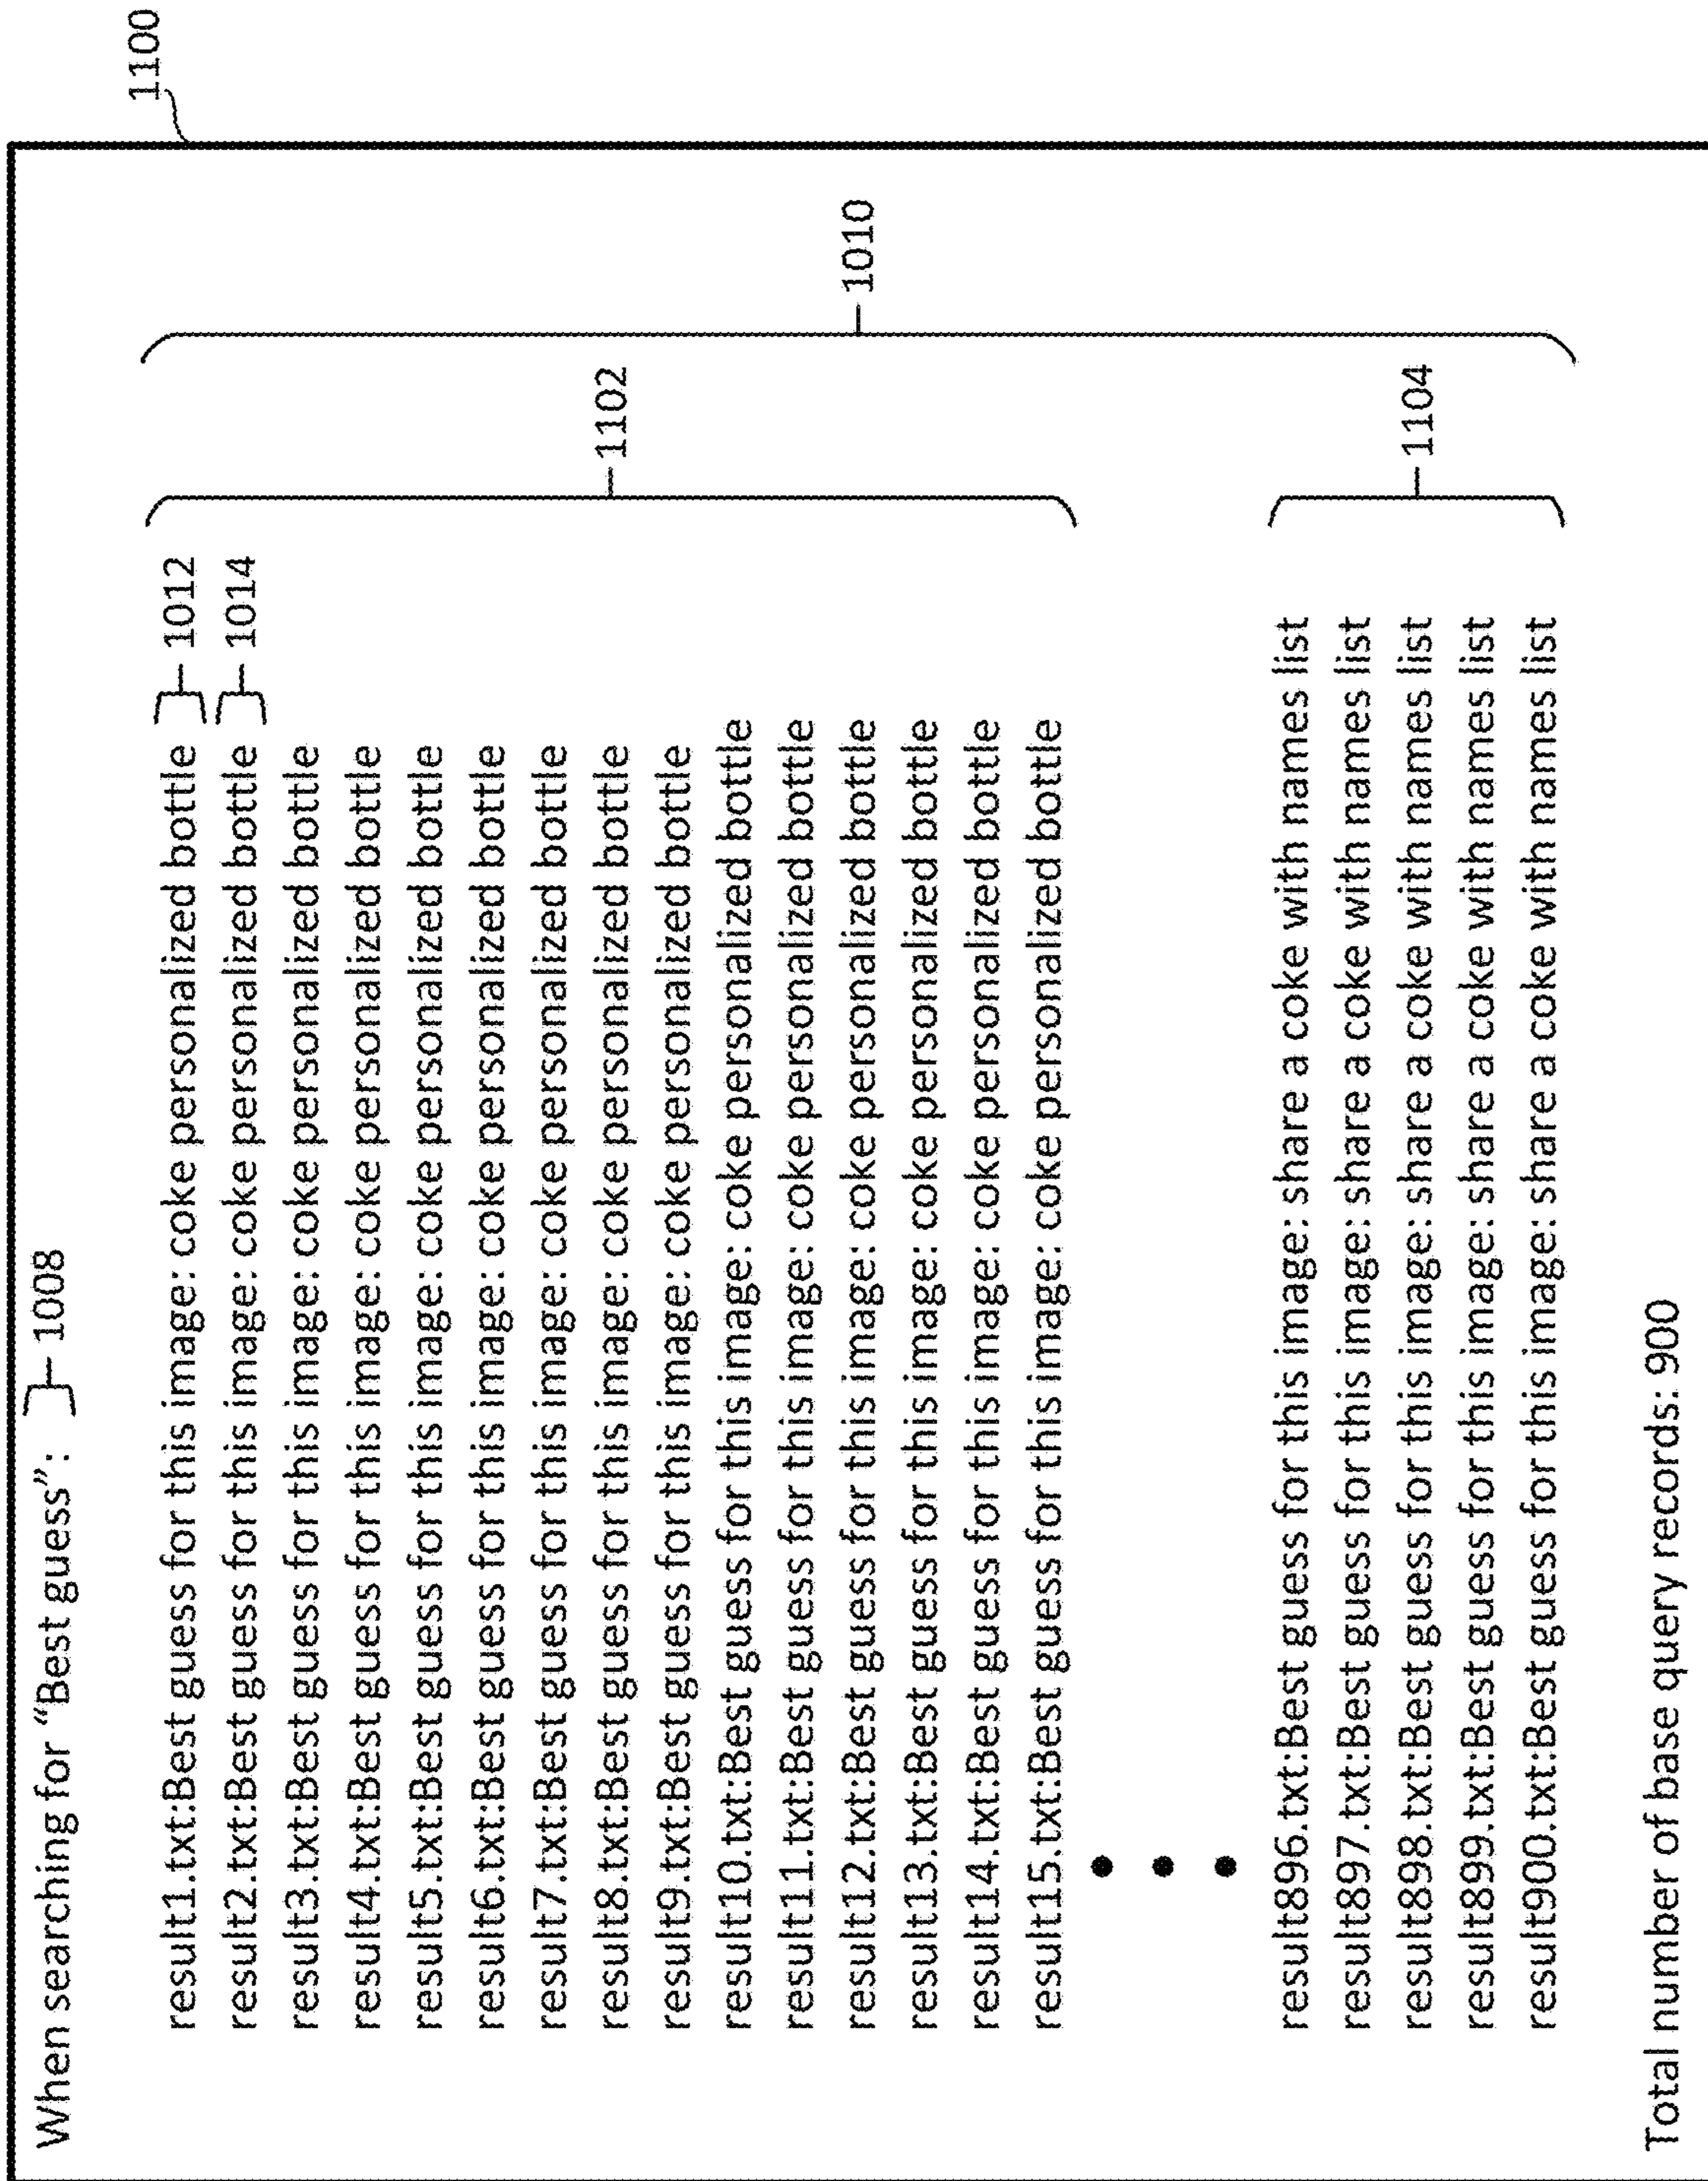 1100
When searching for “Best guess”: 1008
result1.txt:Best guess for this image: coke personalized bottle 1012
result2.txt:Best guess for this image: coke personalized bottle 1014
result3.txt:Best guess for this image: coke personalized bottle
result4.txt:Best guess for this image: coke personalized bottle
result5.txt:Best guess for this image: coke personalized bottle
result6.txt:Best guess for this image: coke personalized bottle
result7.txt:Best guess for this image: coke personalized bottle
result8.txt:Best guess for this image: coke personalized bottle
result9.txt:Best guess for this image: coke personalized bottle
result10.txt:Best guess for this image: coke personalized bottle
result11.txt:Best guess for this image: coke personalized bottle
result12.txt:Best guess for this image: coke personalized bottle
result13.txt:Best guess for this image: coke personalized bottle
result14.txt:Best guess for this image: coke personalized bottle
result15.txt:Best guess for this image: coke personalized bottle
1102
1010
result896.txt:Best guess for this image: share a coke with names list
result897.txt:Best guess for this image: share a coke with names list
result898.txt:Best guess for this image: share a coke with names list
result899.txt:Best guess for this image: share a coke with names list
result900.txt:Best guess for this image: share a coke with names list
1104
Total number of base query records: 900